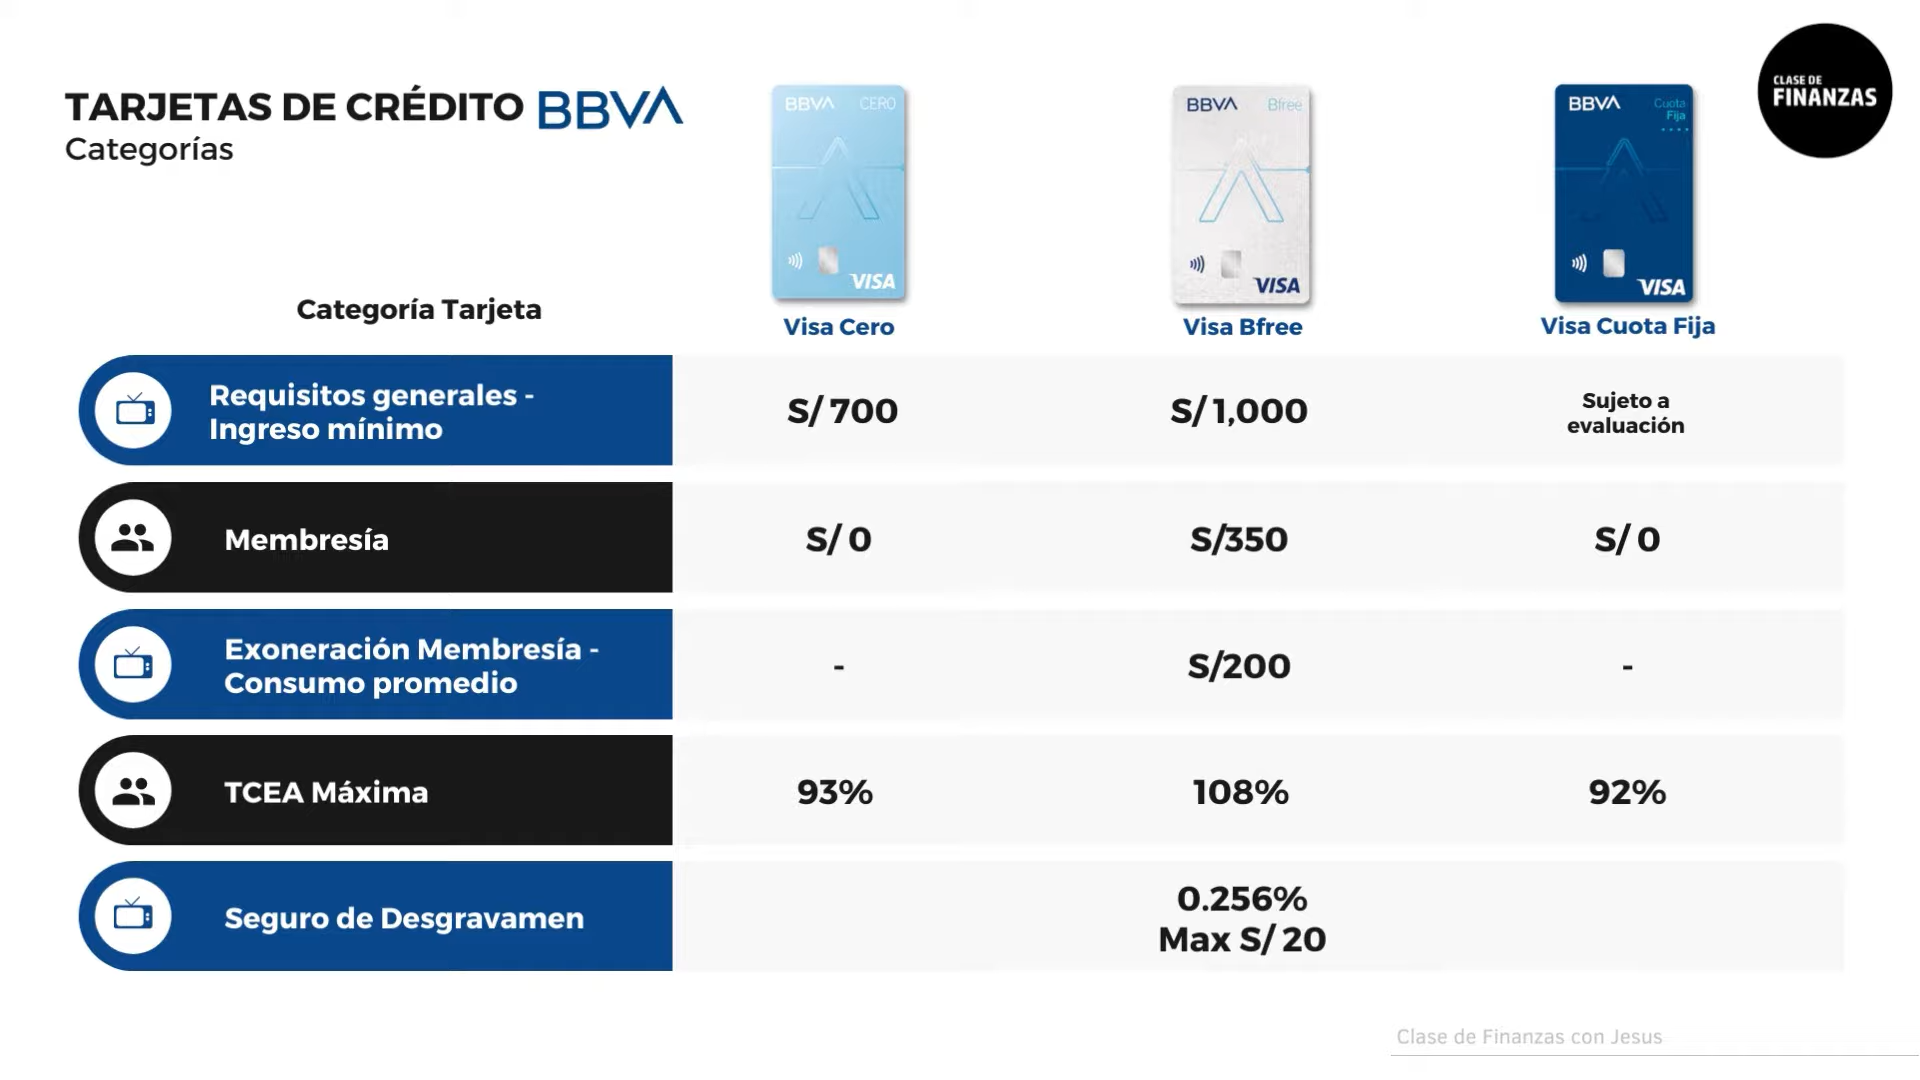 TARJETAS DE CRÉDITO BBVA
Categorías
CLASE DE
FINANZAS
BBVA CERO
VISA
BBVA Bfree
VISA
BBVA Cuota
Fija
VISA
Categoría Tarjeta
Visa Cero
Visa Bfree
Visa Cuota Fija
Requisitos generales -
Ingreso mínimo
S/ 700
S/ 1,000
Sujeto a
evaluación
Membresía
S/ 0
S/350
S/ 0
Exoneración Membresía -
Consumo promedio
-
S/200
-
TCEA Máxima
93%
108%
92%
Seguro de Desgravamen
0.256%
Max S/ 20
Clase de Finanzas con Jesus